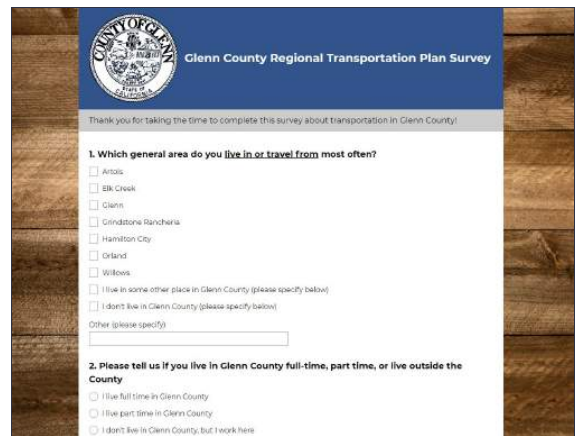 COUNTY OF GLENN
STATE OF
CALIFORNIA
Glenn County Regional Transportation Plan Survey
Thank you for taking the time to complete this survey about transportation in Glenn County!
1. Which general area do you live in or travel from most often?
Artois
Elk Creek
Glenn
Grindstone Rancheria
Hamilton City
Orland
Willows
I live in some other place in Glenn County (please specify below)
I don't live in Glenn County (please specify below)
Other (please specify)
2. Please tell us if you live in Glenn County full-time, part time, or live outside the
County
I live full time in Glenn County
I live part time in Glenn County
I don't live in Glenn County, but I work here